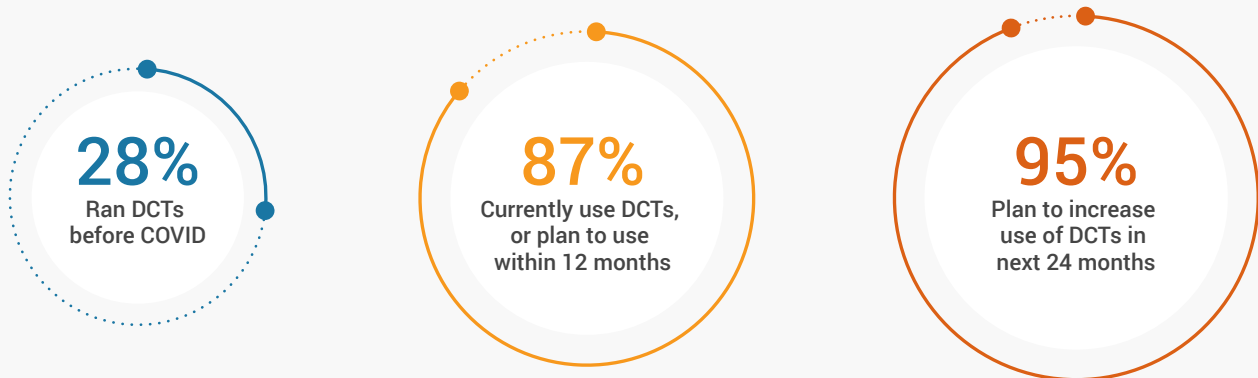 28%
Ran DCTs
before COVID
87%
Currently use DCTs,
or plan to use
within 12 months
95%
Plan to increase
use of DCTs in
next 24 months